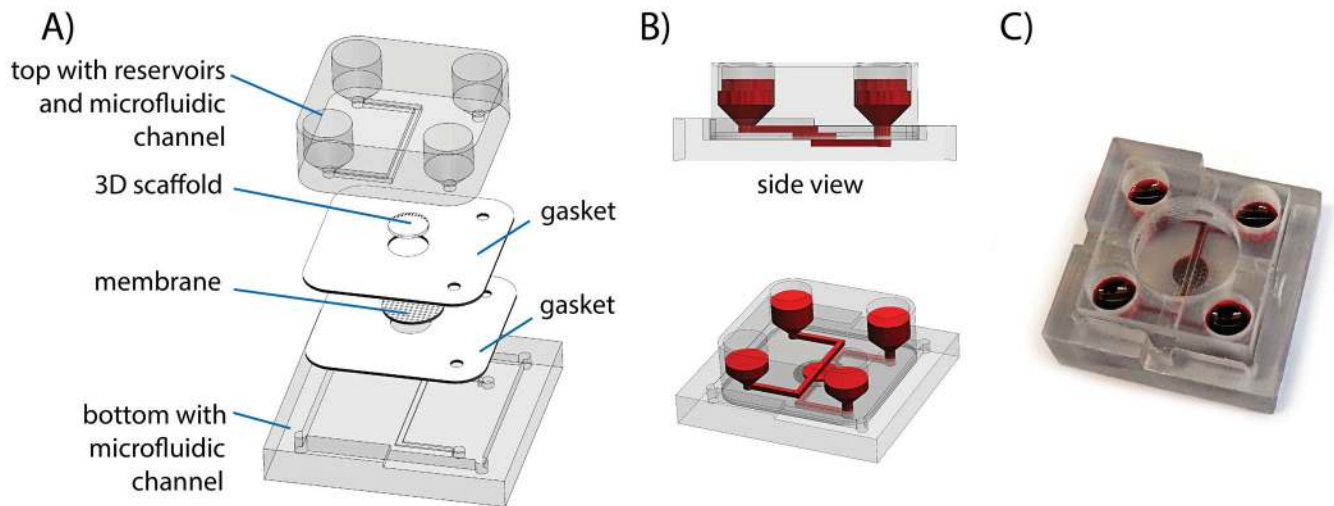 A)
top with reservoirs
and microfluidic
channel
3D scaffold
gasket
membrane
gasket
bottom with
microfluidic
channel
B)
side view
C)